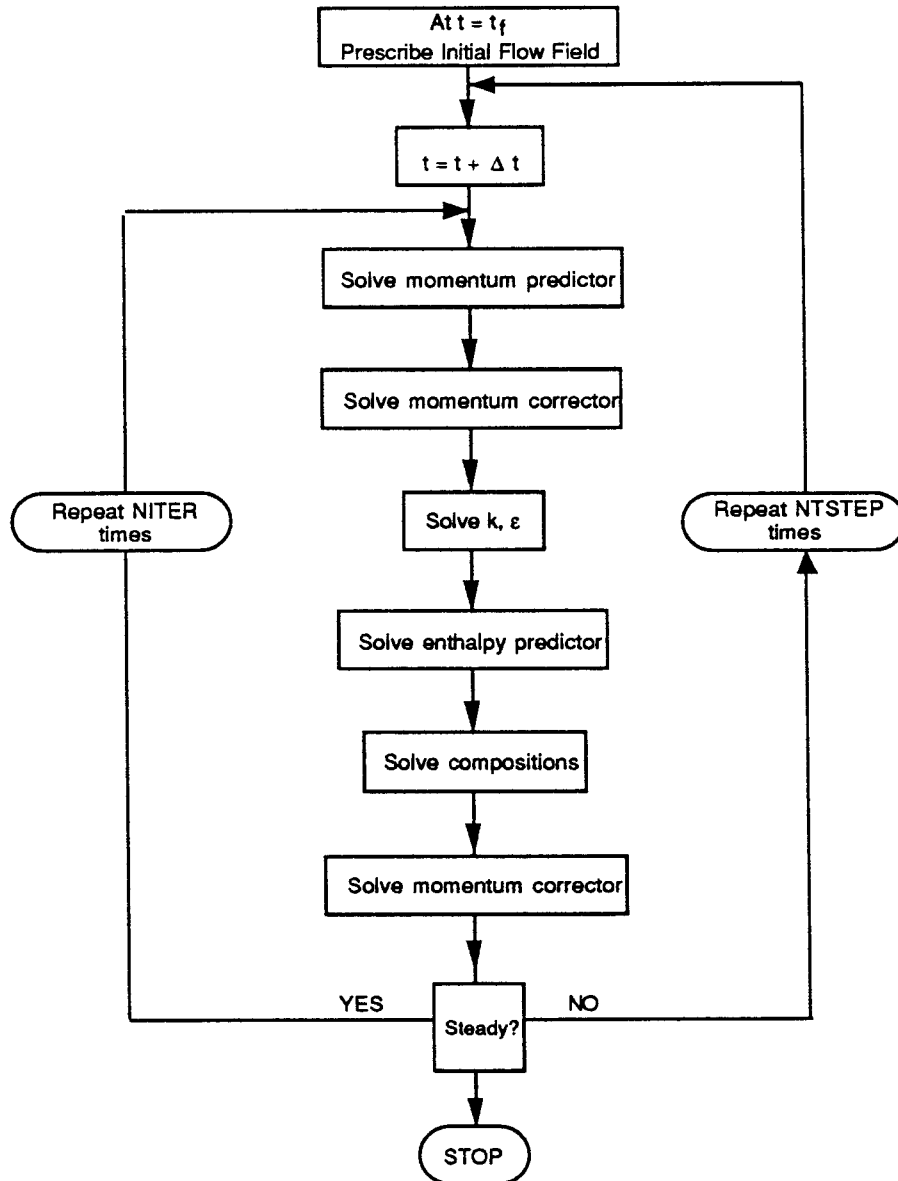 At t = t_f
Prescribe Initial Flow Field
t = t + Δ t
Solve momentum predictor
Solve momentum corrector
Repeat NITER
times
Solve k, ε
Repeat NTSTEP
times
Solve enthalpy predictor
Solve compositions
Solve momentum corrector
YES
Steady?
NO
STOP